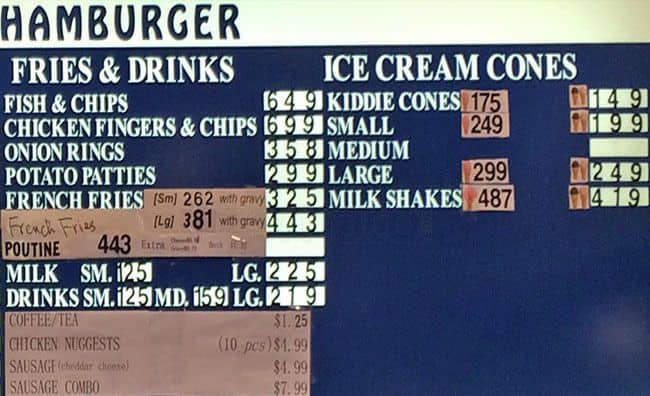 HAMBURGER
FRIES & DRINKS
FISH & CHIPS 649
CHICKEN FINGERS & CHIPS 699
ONION RINGS 358
POTATO PATTIES 299
FRENCH FRIES [Sm] 262 with gravy 325
French Fries [Lg] 381 with gravy 443
POUTINE 443 Extra
MILK SM. 125 LG. 225
DRINKS SM. 125 MD. 159 LG. 219
COFFEE/TEA $1.25
CHICKEN NUGGESTS (10 pcs) $4.99
SAUSAGE (cheddar cheese) $4.99
SAUSAGE COMBO $7.99
ICE CREAM CONES
KIDDIE CONES 175 149
SMALL 249 199
MEDIUM
LARGE 299 249
MILK SHAKES 487 419